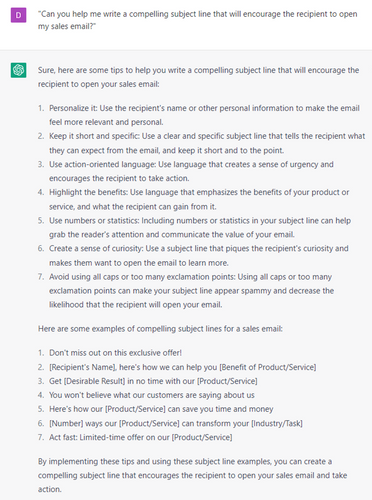 D
"Can you help me write a compelling subject line that will encourage the recipient to open
my sales email?"
Sure, here are some tips to help you write a compelling subject line that will encourage the
recipient to open your sales email:
1. Personalize it: Use the recipient's name or other personal information to make the email
feel more relevant and personal.
2. Keep it short and specific: Use a clear and specific subject line that tells the recipient what
they can expect from the email, and keep it short and to the point.
3. Use action-oriented language: Use language that creates a sense of urgency and
encourages the recipient to take action.
4. Highlight the benefits: Use language that emphasizes the benefits of your product or
service, and what the recipient can gain from it.
5. Use numbers or statistics: Including numbers or statistics in your subject line can help
grab the reader's attention and communicate the value of your email.
6. Create a sense of curiosity: Use a subject line that piques the recipient's curiosity and
makes them want to open the email to learn more.
7. Avoid using all caps or too many exclamation points: Using all caps or too many
exclamation points can make your subject line appear spammy and decrease the
likelihood that the recipient will open your email.
Here are some examples of compelling subject lines for a sales email:
1. Don't miss out on this exclusive offer!
2. [Recipient's Name], here's how we can help you [Benefit of Product/Service]
3. Get [Desirable Result] in no time with our [Product/Service]
4. You won't believe what our customers are saying about us
5. Here's how our [Product/Service] can save you time and money
6. [Number] ways our [Product/Service] can transform your [Industry/Task]
7. Act fast: Limited-time offer on our [Product/Service]
By implementing these tips and using these subject line examples, you can create a
compelling subject line that encourages the recipient to open your sales email and take
action.